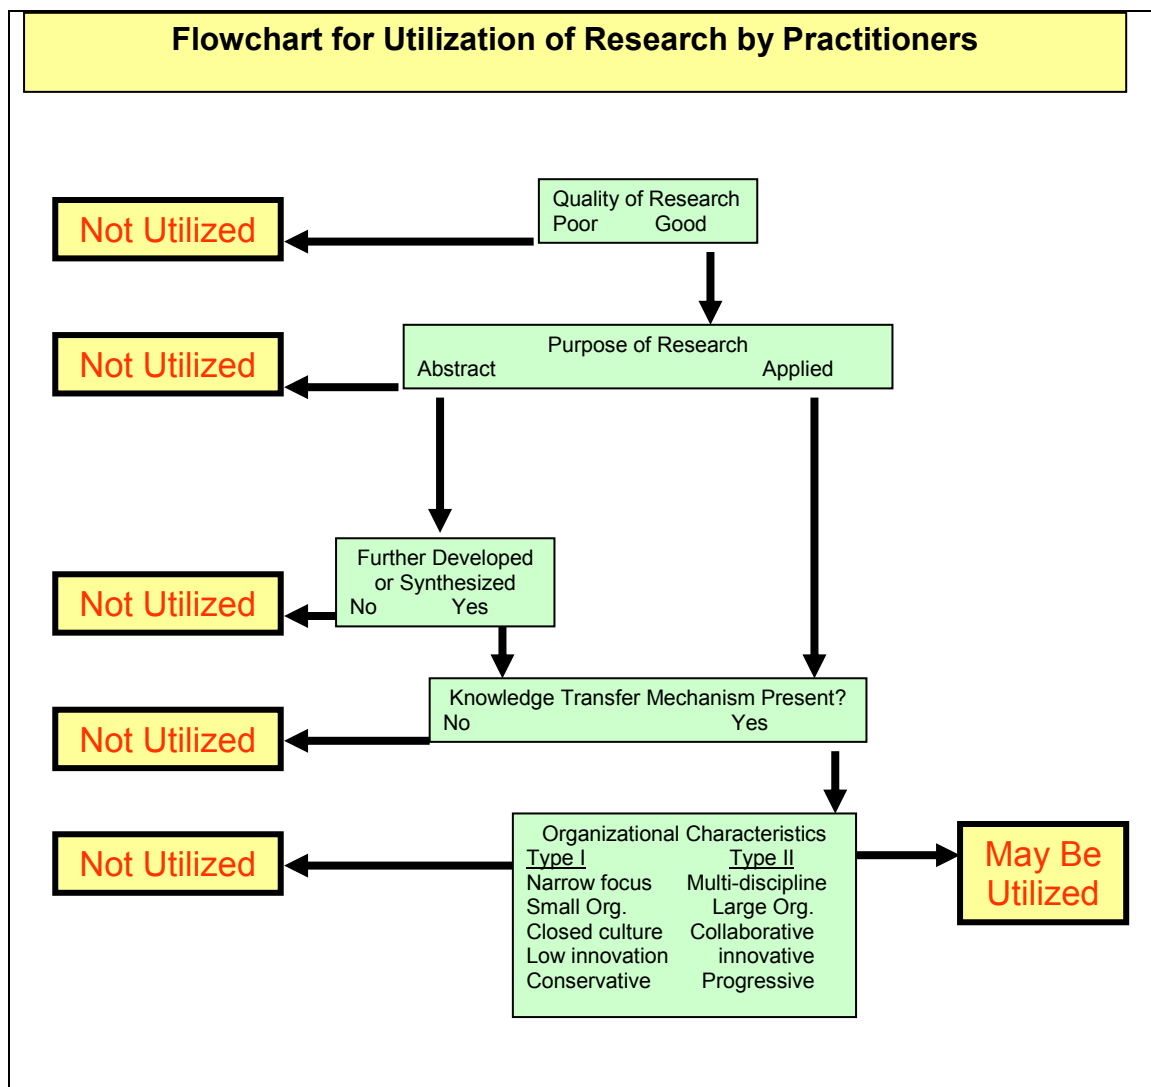 Flowchart for Utilization of Research by Practitioners
Quality of Research
Poor Good
Not Utilized
Purpose of Research
Abstract Applied
Not Utilized
Further Developed
or Synthesized
No Yes
Not Utilized
Knowledge Transfer Mechanism Present?
No Yes
Not Utilized
Organizational Characteristics
Type I Type II
Narrow focus Multi-discipline
Small Org. Large Org.
Closed culture Collaborative
Low innovation innovative
Conservative Progressive
Not Utilized
May Be
Utilized